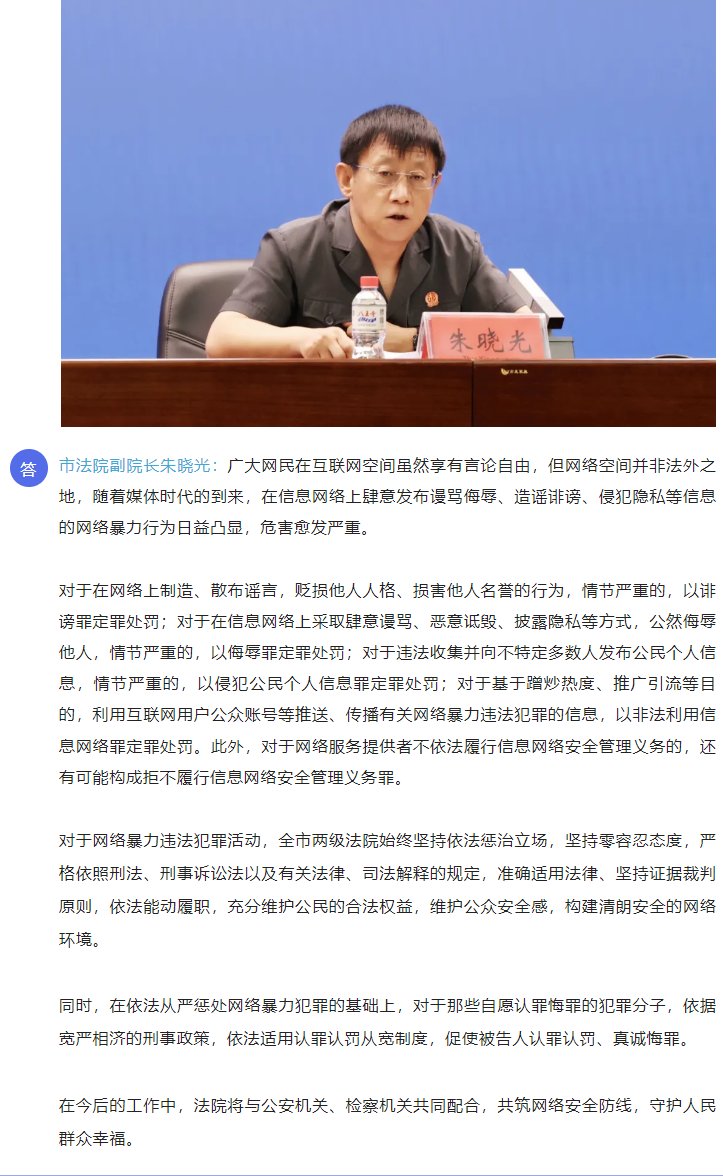 八王寺
朱晓光
答
市法院副院长朱晓光：广大网民在互联网空间虽然享有言论自由，但网络空间并非法外之
地，随着媒体时代的到来，在信息网络上肆意发布谩骂侮辱、造谣诽谤、侵犯隐私等信息
的网络暴力行为日益凸显，危害愈发严重。
对于在网络上制造、散布谣言，贬损他人人格、损害他人名誉的行为，情节严重的，以诽
谤罪定罪处罚；对于在信息网络上采取肆意谩骂、恶意诋毁、披露隐私等方式，公然侮辱
他人，情节严重的，以侮辱罪定罪处罚；对于违法收集并向不特定多数人发布公民个人信
息，情节严重的，以侵犯公民个人信息罪定罪处罚；对于基于蹭炒热度、推广引流等目
的，利用互联网用户公众账号等推送、传播有关网络暴力违法犯罪的信息，以非法利用信
息网络罪定罪处罚。此外，对于网络服务提供者不依法履行信息网络安全管理义务的，还
有可能构成拒不履行信息网络安全管理义务罪。
对于网络暴力违法犯罪活动，全市两级法院始终坚持依法惩治立场，坚持零容忍态度，严
格依照刑法、刑事诉讼法以及有关法律、司法解释的规定，准确适用法律、坚持证据裁判
原则，依法能动履职，充分维护公民的合法权益，维护公众安全感，构建清朗安全的网络
环境。
同时，在依法从严惩处网络暴力犯罪的基础上，对于那些自愿认罪悔罪的犯罪分子，依据
宽严相济的刑事政策，依法适用认罪认罚从宽制度，促使被告人认罪认罚、真诚悔罪。
在今后的工作中，法院将与公安机关、检察机关共同配合，共筑网络安全防线，守护人民
群众幸福。